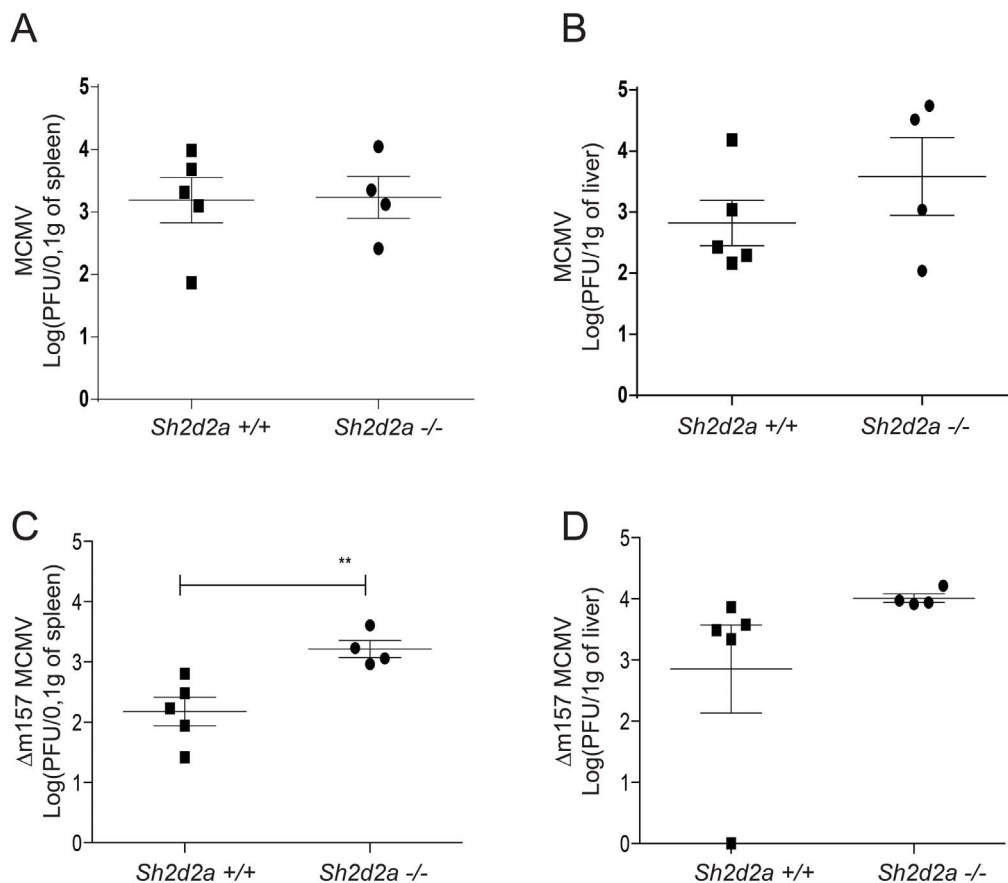 A
MCMV
Log(PFU/0,1g of spleen)
5
4
3
2
1
0
Sh2d2a +/+
Sh2d2a -/-
B
MCMV
Log(PFU/1g of liver)
5
4
3
2
1
0
Sh2d2a +/+
Sh2d2a -/-
C
Δm157 MCMV
Log(PFU/0,1g of spleen)
5
4
3
2
1
0
**
Sh2d2a +/+
Sh2d2a -/-
D
Δm157 MCMV
Log(PFU/1g of liver)
5
4
3
2
1
0
Sh2d2a +/+
Sh2d2a -/-